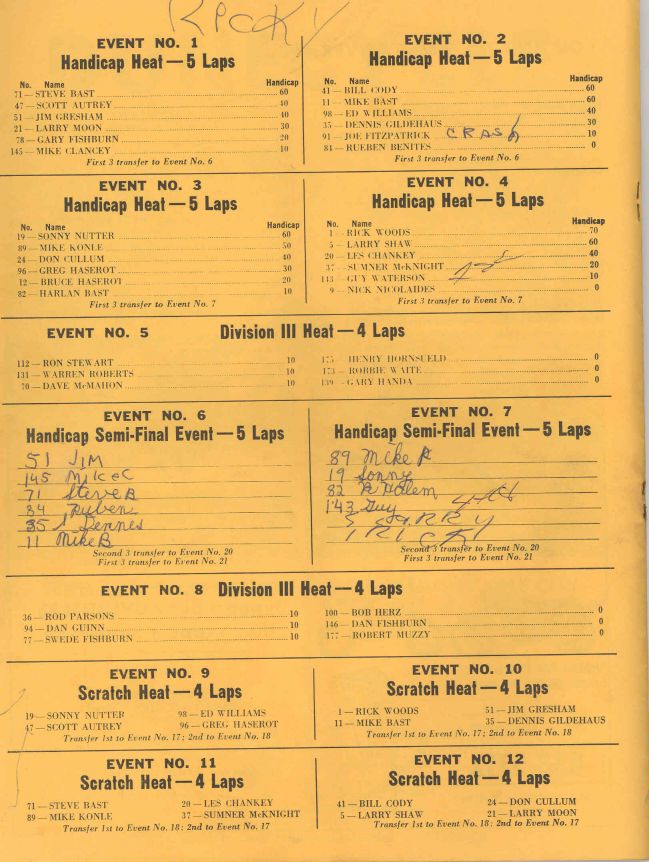 ROCKY
EVENT NO. 1
Handicap Heat — 5 Laps
No. Name Handicap
71 — STEVE BAST 60
47 — SCOTT AUTREY 40
51 — JIM GRESHAM 40
21 — LARRY MOON 30
78 — GARY FISHBURN 20
145 — MIKE CLANCEY 10
First 3 transfer to Event No. 6
EVENT NO. 2
Handicap Heat — 5 Laps
No. Name Handicap
41 — BILL CODY 60
11 — MIKE BAST 60
98 — ED WILLIAMS 40
35 — DENNIS GILDEHAUS 30
91 — JOE FITZPATRICK CRASH 10
84 — RUEBEN BENITES 0
First 3 transfer to Event No. 6
EVENT NO. 3
Handicap Heat — 5 Laps
No. Name Handicap
19 — SONNY NUTTER 60
89 — MIKE KONLE 50
24 — DON CULLUM 40
96 — GREG HASEROT 30
12 — BRUCE HASEROT 20
82 — HARLAN BAST 10
First 3 transfer to Event No. 7
EVENT NO. 4
Handicap Heat — 5 Laps
No. Name Handicap
1 — RICK WOODS 70
5 — LARRY SHAW 60
20 — LES CHANKEY 40
37 — SUMNER McKNIGHT 20
143 — GUY WATERSON 10
9 — NICK NICOLAIDES 0
First 3 transfer to Event No. 7
EVENT NO. 5 Division III Heat — 4 Laps
112 — RON STEWART 10
131 — WARREN ROBERTS 10
70 — DAVE McMAHON 10
175 — HENRY HORNSUELD 0
173 — ROBBIE WAITE 0
139 — GARY HANDA 0
EVENT NO. 6
Handicap Semi-Final Event — 5 Laps
51 JIM
145 MIKE C
71 Steve B
84 Ruben
35 Dennes
11 Mike B
Second 3 transfer to Event No. 20
First 3 transfer to Event No. 21
EVENT NO. 7
Handicap Semi-Final Event — 5 Laps
89 Mike K
19 Sonny
82
143 Guy
5 LARRY
1 RICK
Second 3 transfer to Event No. 20
First 3 transfer to Event No. 21
EVENT NO. 8 Division III Heat — 4 Laps
36 — ROD PARSONS 10
94 — DAN GUINN 10
77 — SWEDE FISHBURN 10
100 — BOB HERZ 0
146 — DAN FISHBURN 0
177 — ROBERT MUZZY 0
EVENT NO. 9
Scratch Heat — 4 Laps
19 — SONNY NUTTER 98 — ED WILLIAMS
47 — SCOTT AUTREY 96 — GREG HASEROT
Transfer 1st to Event No. 17; 2nd to Event No. 18
EVENT NO. 10
Scratch Heat — 4 Laps
1 — RICK WOODS 51 — JIM GRESHAM
11 — MIKE BAST 35 — DENNIS GILDEHAUS
Transfer 1st to Event No. 17; 2nd to Event No. 18
EVENT NO. 11
Scratch Heat — 4 Laps
71 — STEVE BAST 20 — LES CHANKEY
89 — MIKE KONLE 37 — SUMNER McKNIGHT
Transfer 1st to Event No. 18; 2nd to Event No. 17
EVENT NO. 12
Scratch Heat — 4 Laps
41 — BILL CODY 24 — DON CULLUM
5 — LARRY SHAW 21 — LARRY MOON
Transfer 1st to Event No. 18; 2nd to Event No. 17